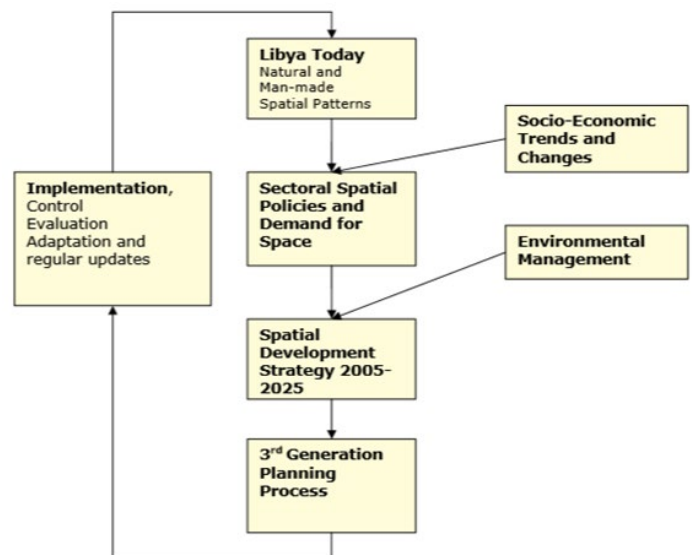 Libya Today
Natural and
Man-made
Spatial Patterns
Socio-Economic
Trends and
Changes
Implementation,
Control
Evaluation
Adaptation and
regular updates
Sectoral Spatial
Policies and
Demand for
Space
Environmental
Management
Spatial
Development
Strategy 2005-
2025
3rd Generation
Planning
Process